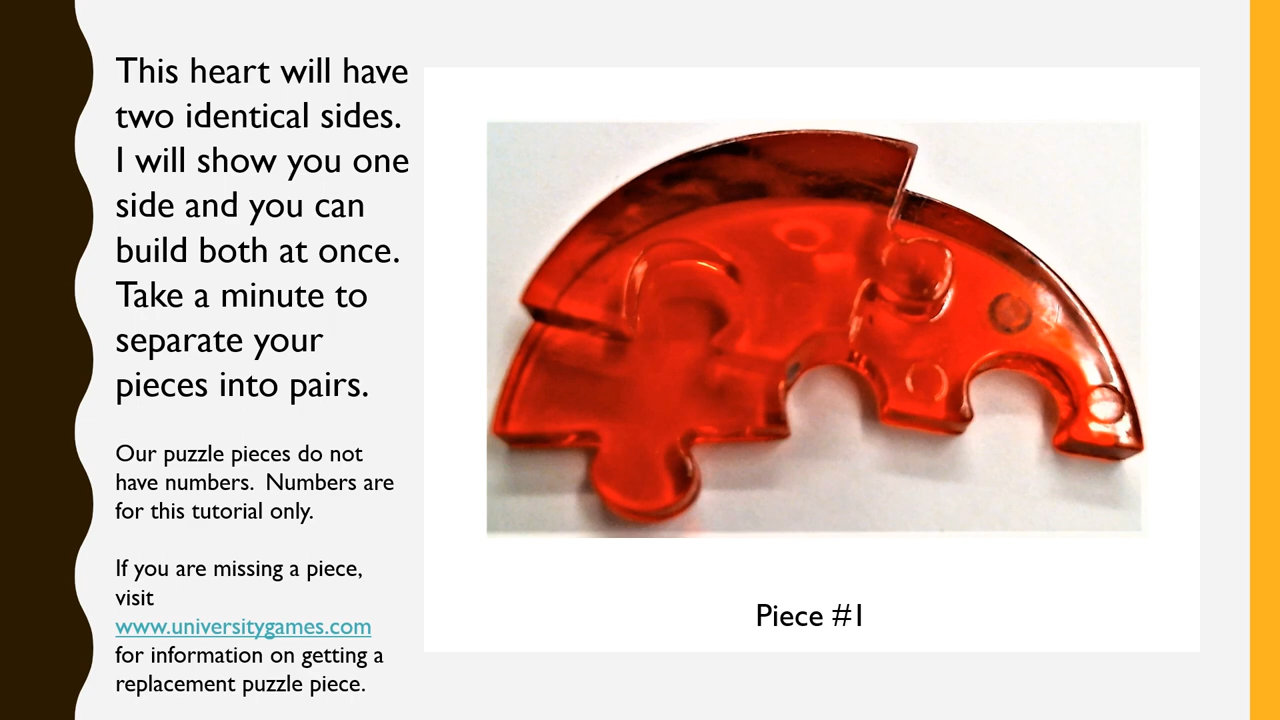 This heart will have
two identical sides.
I will show you one
side and you can
build both at once.
Take a minute to
separate your
pieces into pairs.
Our puzzle pieces do not
have numbers.  Numbers are
for this tutorial only.
If you are missing a piece,
visit
www.universitygames.com
for information on getting a
replacement puzzle piece.
Piece #1